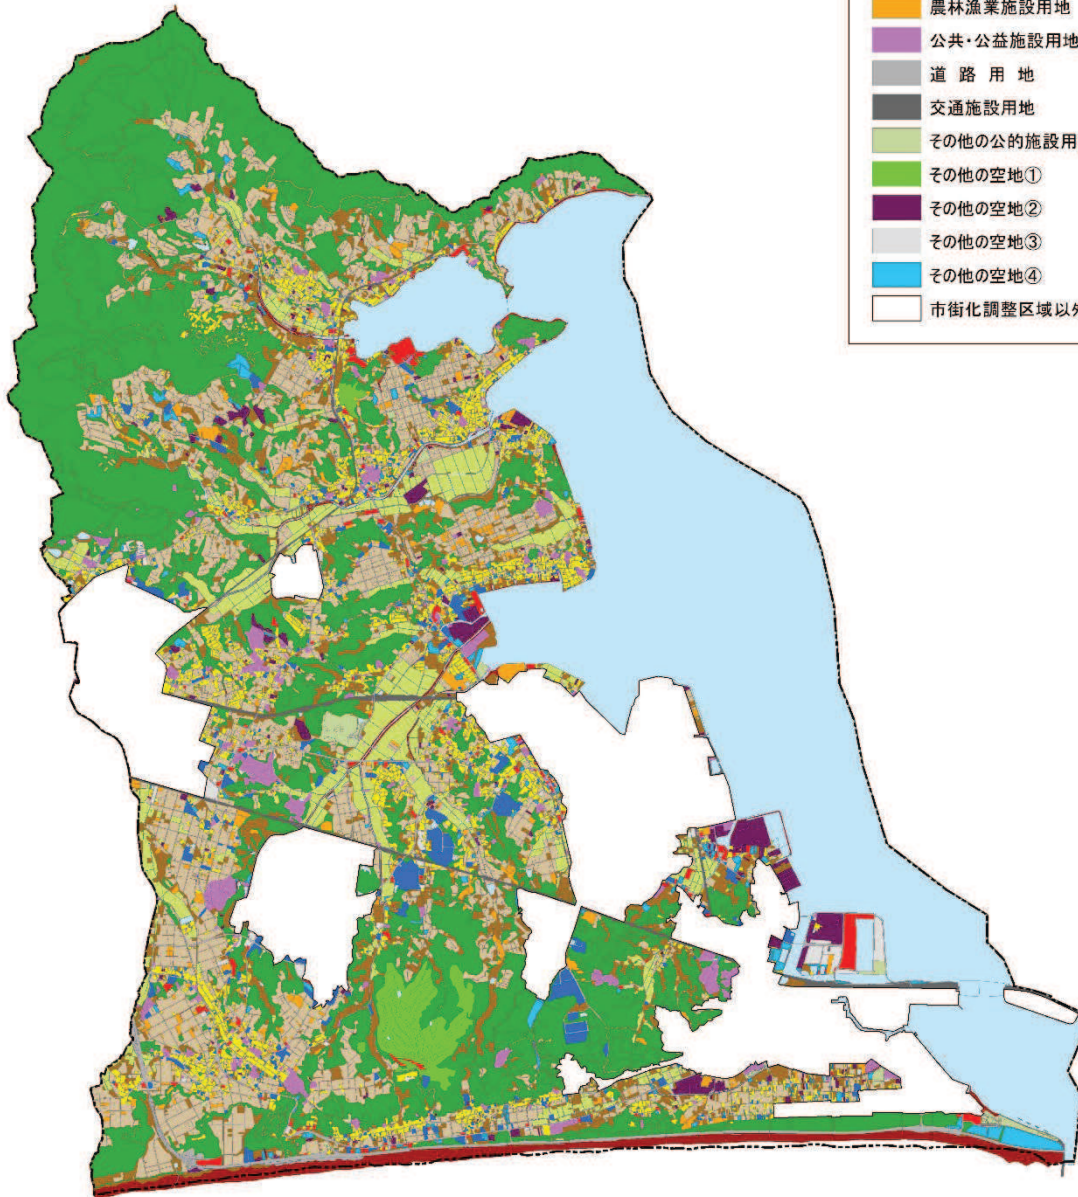 農林漁業施設用地
公共・公益施設用地
道 路 用 地
交通施設用地
その他の公的施設用
その他の空地①
その他の空地②
その他の空地③
その他の空地④
市街化調整区域以